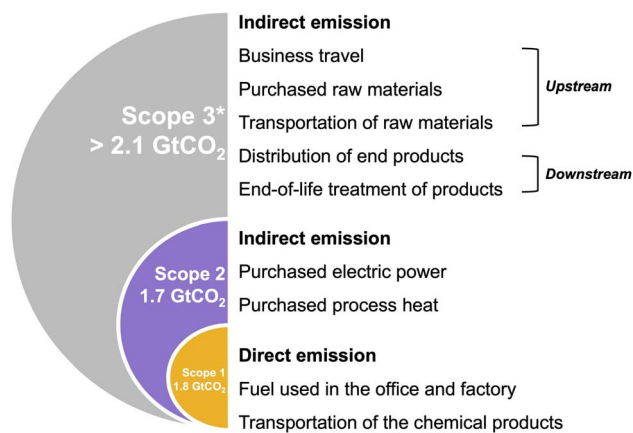 Indirect emission
Business travel
Purchased raw materials
Transportation of raw materials
Upstream
Scope 3*
> 2.1 GtCO₂
Distribution of end products
End-of-life treatment of products
Downstream
Indirect emission
Scope 2
1.7 GtCO₂
Purchased electric power
Purchased process heat
Direct emission
Scope 1
1.8 GtCO₂
Fuel used in the office and factory
Transportation of the chemical products